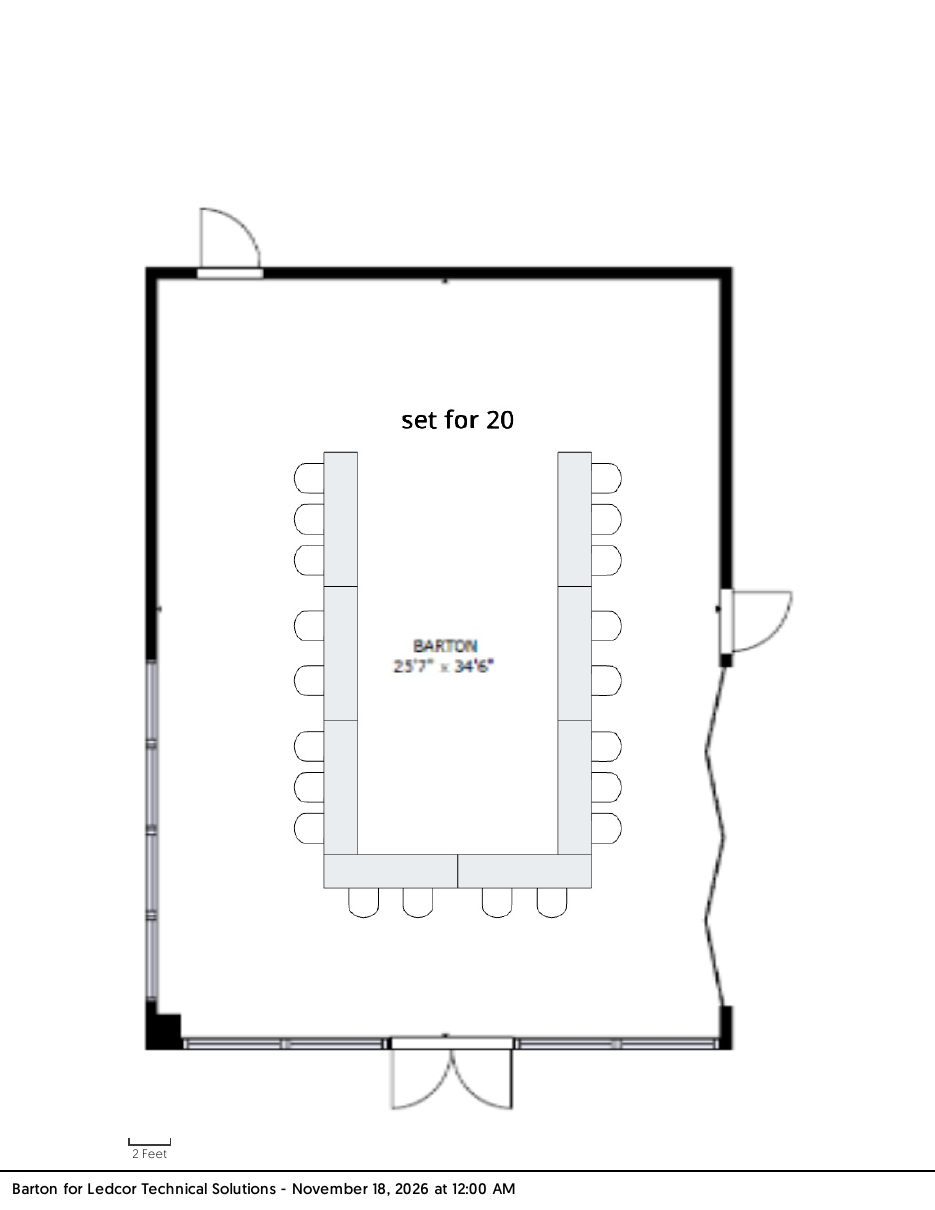 set for 20
BARTON
25'7" x 34'6"
2 Feet
Barton for Ledcor Technical Solutions - November 18, 2026 at 12:00 AM